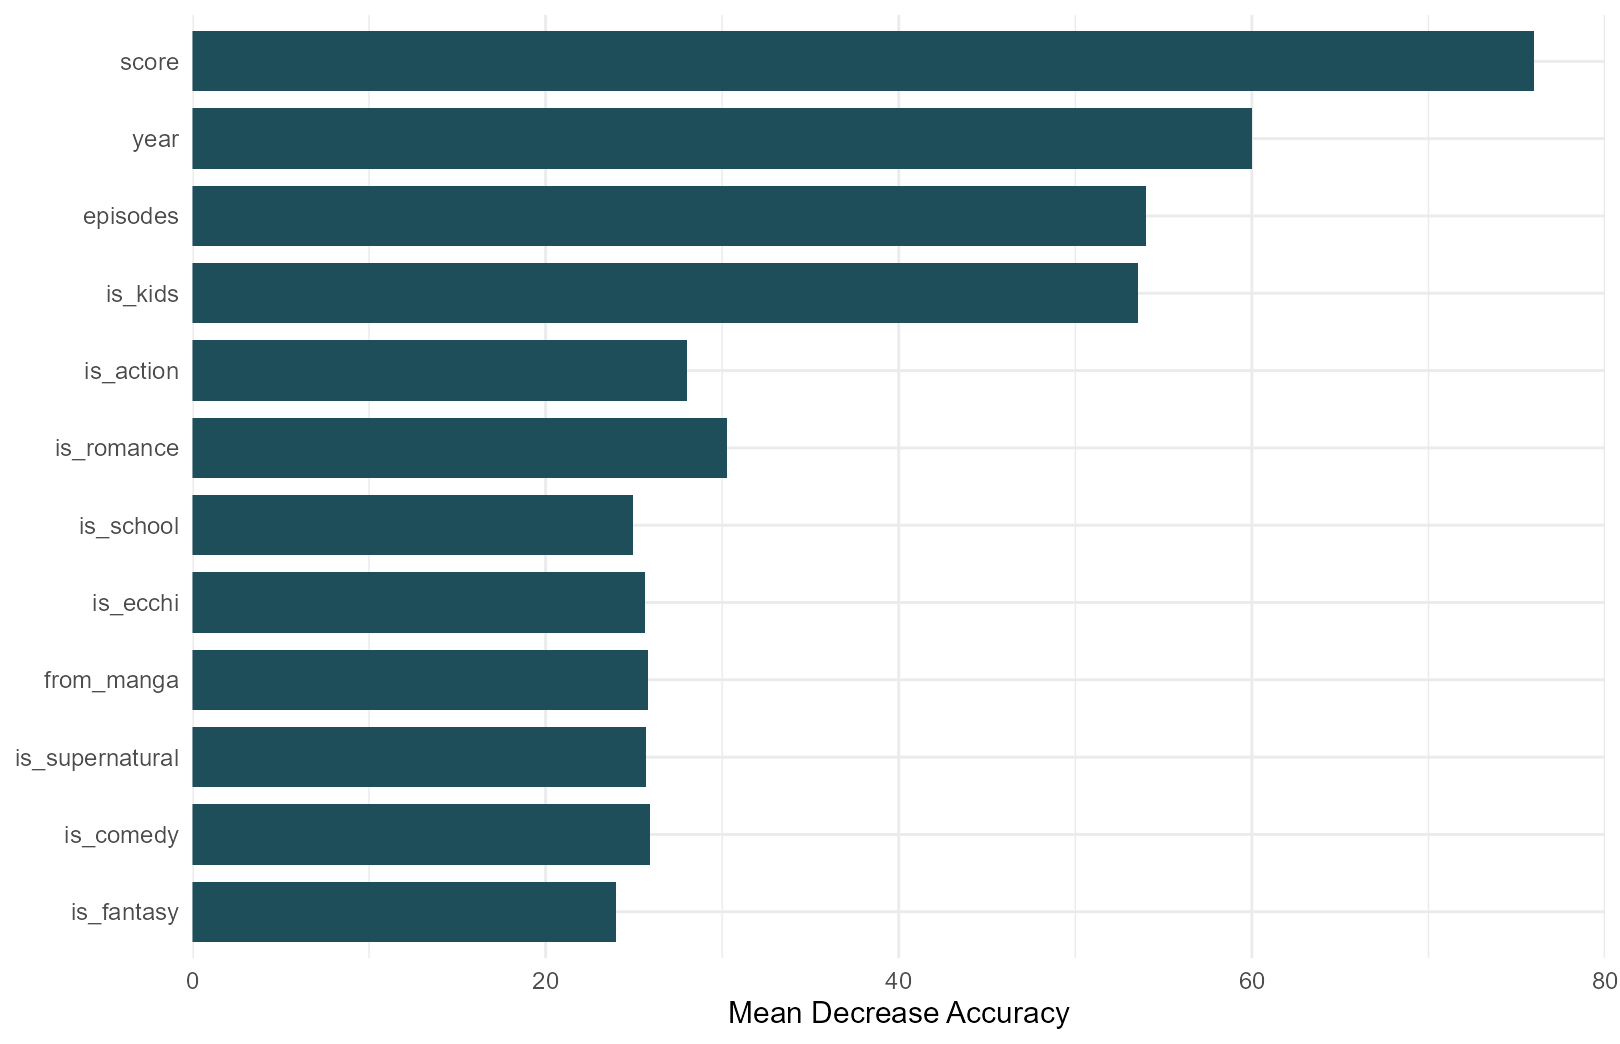 score
year
episodes
is_kids
is_action
is_romance
is_school
is_ecchi
from_manga
is_supernatural
is_comedy
is_fantasy
0 20 40 60 80
Mean Decrease Accuracy